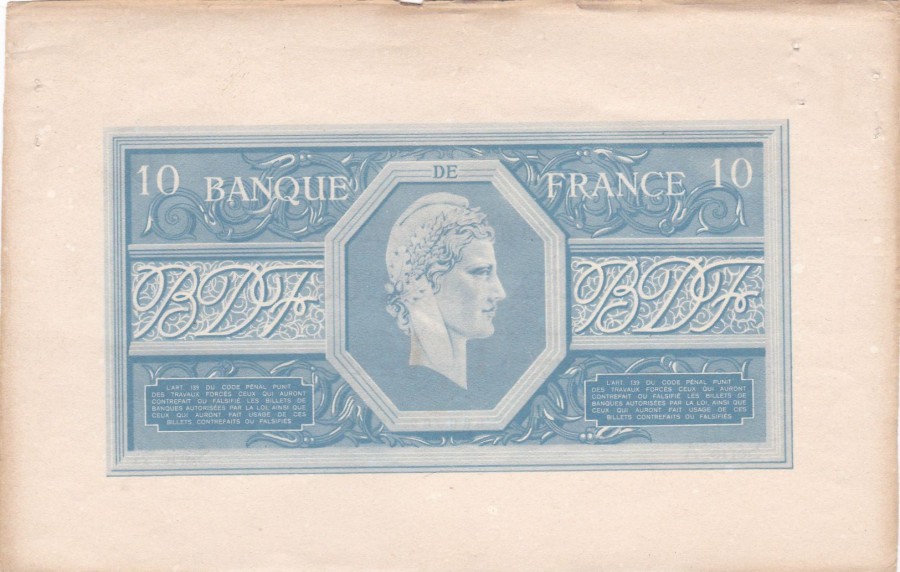 10 BANQUE DE FRANCE 10
BDF BDF
L'ART. 139 DU CODE PÉNAL PUNIT
DES TRAVAUX FORCÉS CEUX QUI AURONT
CONTREFAIT OU FALSIFIÉ LES BILLETS DE
BANQUES AUTORISÉES PAR LA LOI, AINSI QUE
CEUX QUI AURONT FAIT USAGE DE CES
BILLETS CONTREFAITS OU FALSIFIÉS
L'ART. 139 DU CODE PÉNAL PUNIT
DES TRAVAUX FORCÉS CEUX QUI AURONT
CONTREFAIT OU FALSIFIÉ LES BILLETS DE
BANQUES AUTORISÉES PAR LA LOI, AINSI QUE
CEUX QUI AURONT FAIT USAGE DE CES
BILLETS CONTREFAITS OU FALSIFIÉS